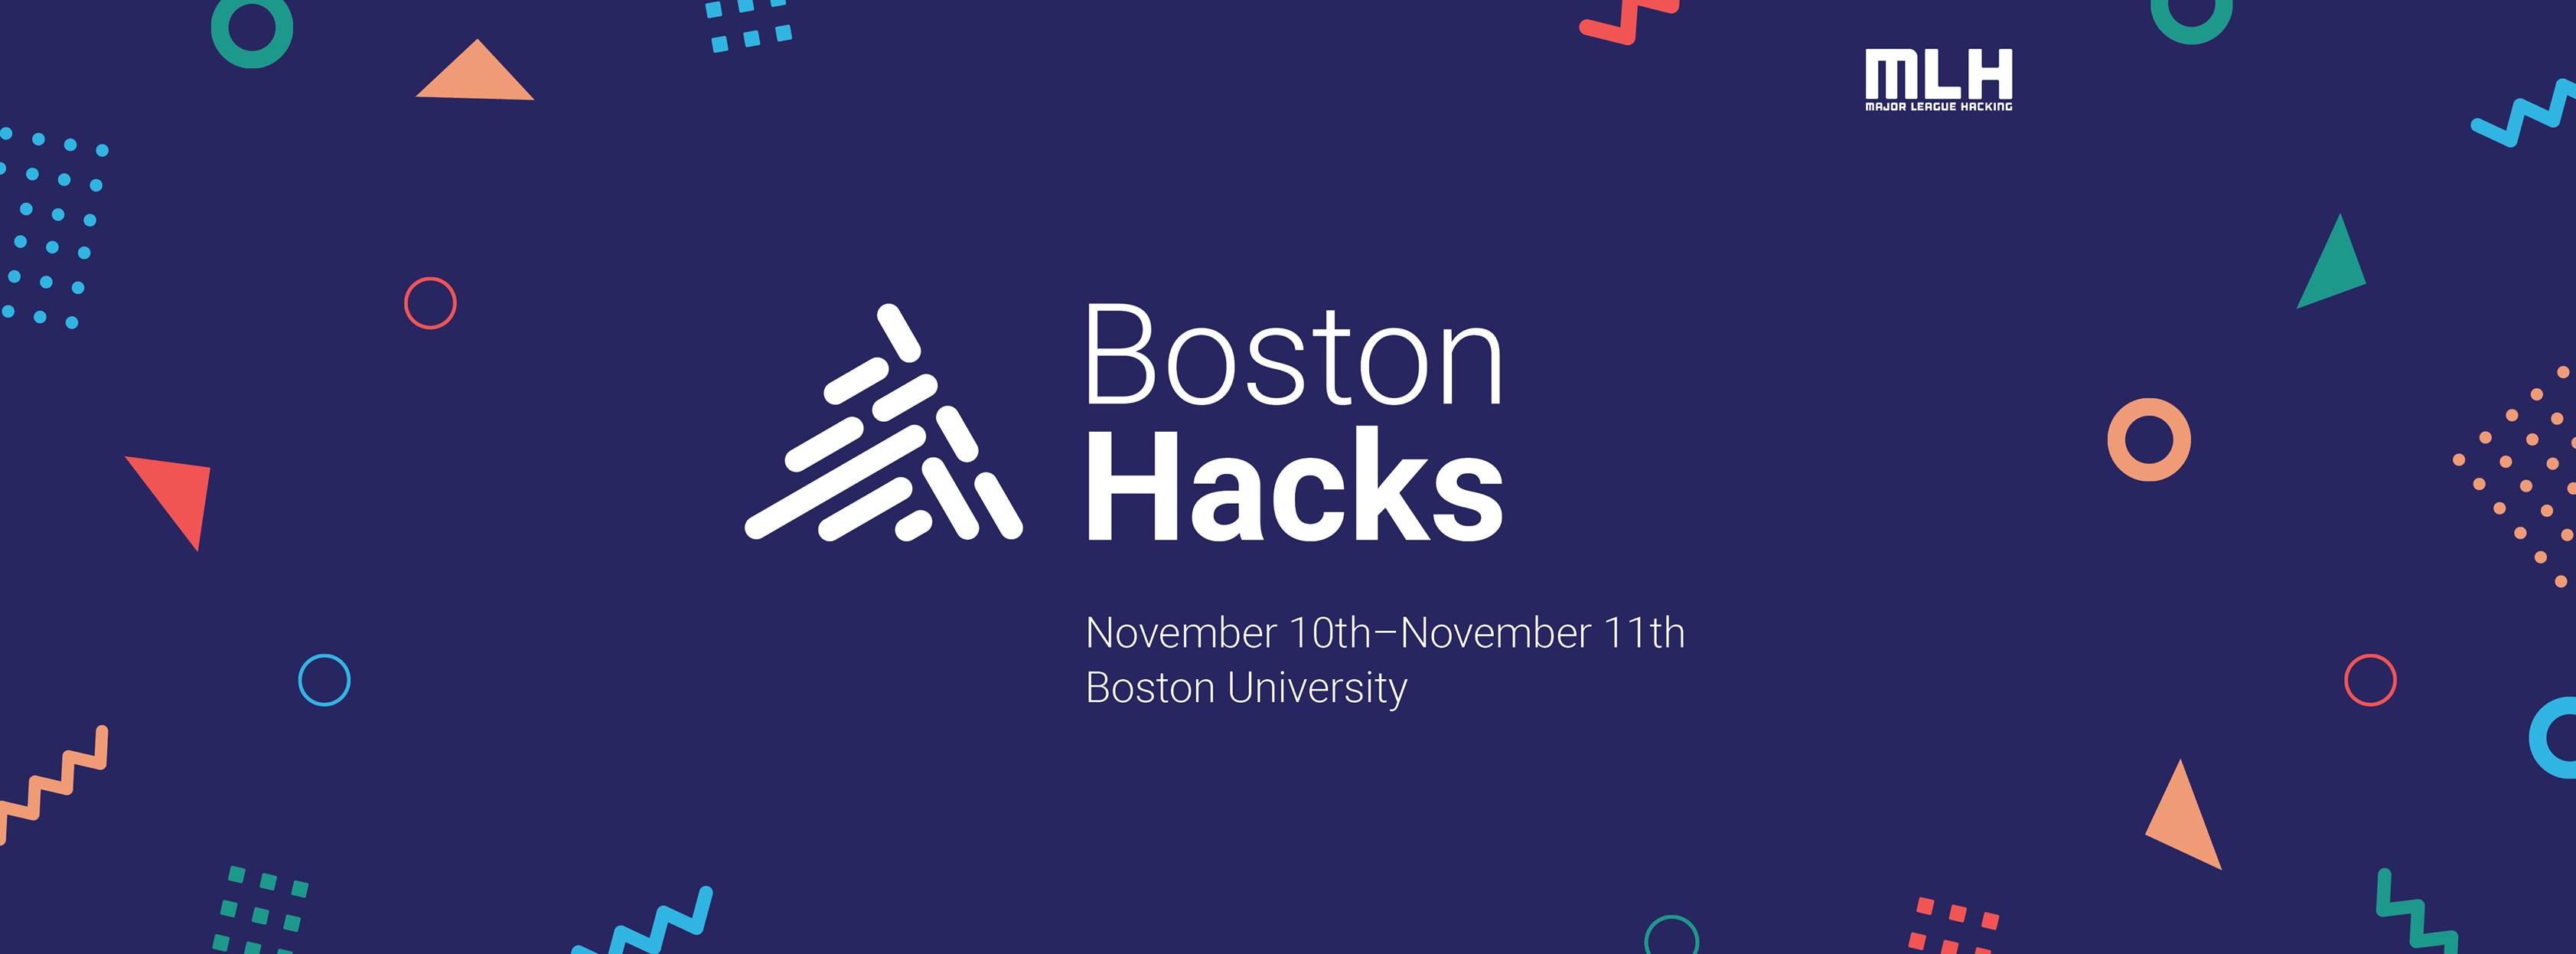 MLH
MAJOR LEAGUE HACKING
Boston
Hacks
November 10th–November 11th
Boston University